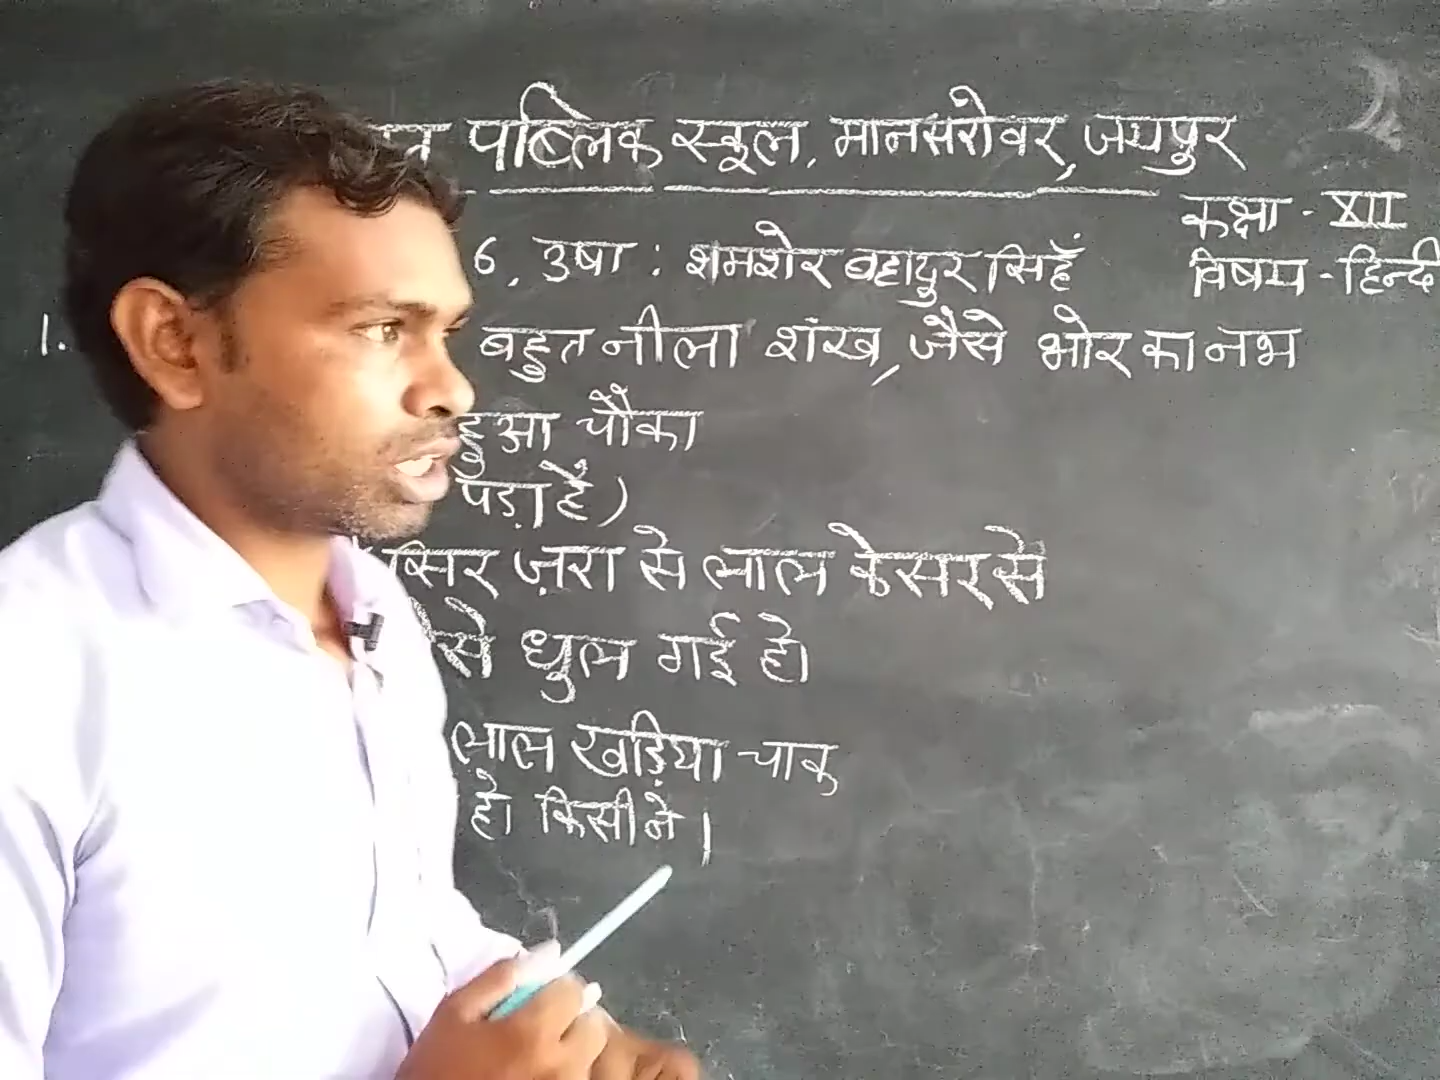 पब्लिक स्कूल, मानसरोवर, जयपुर
कक्षा - XII
6. उषा : शमशेर बहादुर सिहँ
विषय - हिन्दी
1. बहुत नीला शंख, जैसे भोर का नभ
हुआ चौका
पड़ा है)
सिर ज़रा से लाल केसर से
धुल गई हो
लाल खड़िया चाक
हो किसी ने।